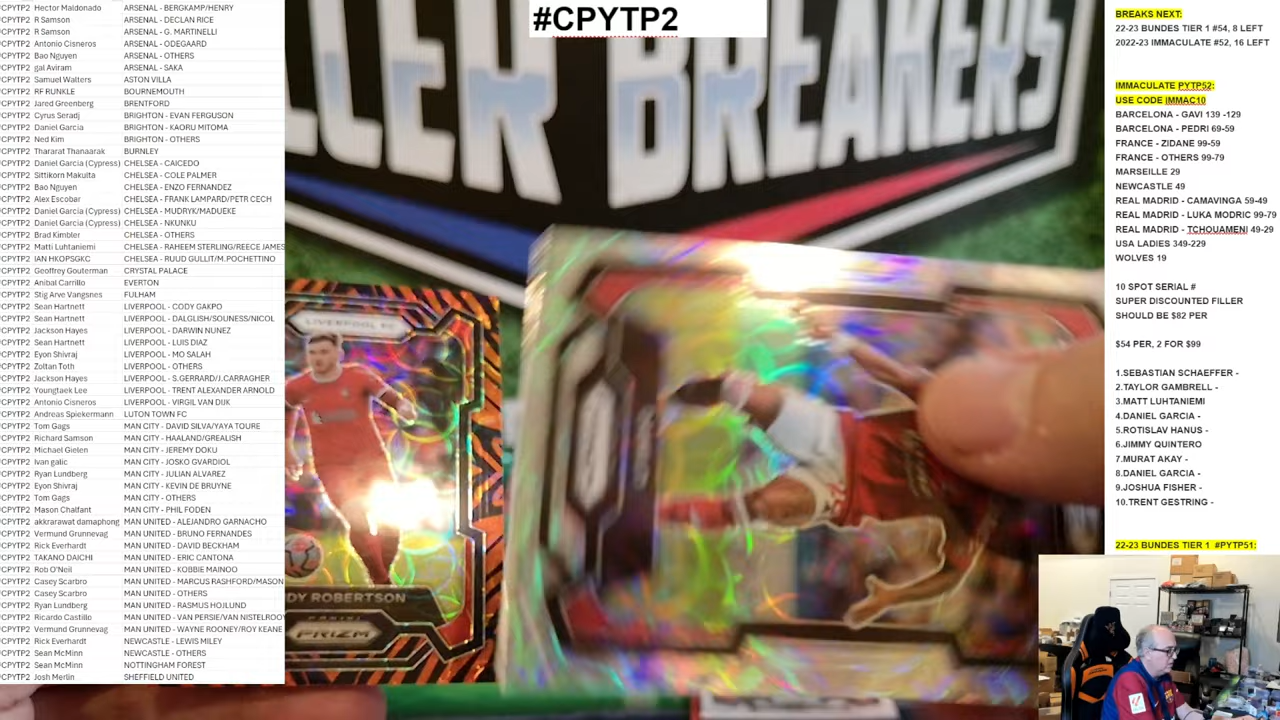 #CPYTP2
CPYTP2 Hector Maldonado ARSENAL - BERGKAMP/HENRY
CPYTP2 R Samson ARSENAL - DECLAN RICE
CPYTP2 R Samson ARSENAL - G. MARTINELLI
CPYTP2 Antonio Cisneros ARSENAL - ODEGAARD
CPYTP2 Bao Nguyen ARSENAL - OTHERS
CPYTP2 gal Aviram ARSENAL - SAKA
CPYTP2 Samuel Walters ASTON VILLA
CPYTP2 RF RUNKLE BOURNEMOUTH
CPYTP2 Jared Greenberg BRENTFORD
CPYTP2 Cyrus Seradj BRIGHTON - EVAN FERGUSON
CPYTP2 Daniel Garcia BRIGHTON - KAORU MITOMA
CPYTP2 Ned Kim BRIGHTON - OTHERS
CPYTP2 Thararat Thanaarak BURNLEY
CPYTP2 Daniel Garcia (Cypress) CHELSEA - CAICEDO
CPYTP2 Sittikorn Makulta CHELSEA - COLE PALMER
CPYTP2 Bao Nguyen CHELSEA - ENZO FERNANDEZ
CPYTP2 Alex Escobar CHELSEA - FRANK LAMPARD/PETR CECH
CPYTP2 Daniel Garcia (Cypress) CHELSEA - MUDRYK/MADUEKE
CPYTP2 Daniel Garcia (Cypress) CHELSEA - NKUNKU
CPYTP2 Brad Kimbler CHELSEA - OTHERS
CPYTP2 Matti Luhtaniemi CHELSEA - RAHEEM STERLING/REECE JAMES
CPYTP2 IAN HKOPSGKC CHELSEA - RUUD GULLIT/M.POCHETTINO
CPYTP2 Geoffrey Gouterman CRYSTAL PALACE
CPYTP2 Anibal Carrillo EVERTON
CPYTP2 Stig Arve Vangsnes FULHAM
CPYTP2 Sean Hartnett LIVERPOOL - CODY GAKPO
CPYTP2 Sean Hartnett LIVERPOOL - DALGLISH/SOUNESS/NICOL
CPYTP2 Jackson Hayes LIVERPOOL - DARWIN NUNEZ
CPYTP2 Sean Hartnett LIVERPOOL - LUIS DIAZ
CPYTP2 Eyon Shivraj LIVERPOOL - MO SALAH
CPYTP2 Zoltan Toth LIVERPOOL - OTHERS
CPYTP2 Jackson Hayes LIVERPOOL - S.GERRARD/J.CARRAGHER
CPYTP2 Youngtaek Lee LIVERPOOL - TRENT ALEXANDER ARNOLD
CPYTP2 Antonio Cisneros LIVERPOOL - VIRGIL VAN DIJK
CPYTP2 Andreas Spiekermann LUTON TOWN FC
CPYTP2 Tom Gags MAN CITY - DAVID SILVA/YAYA TOURE
CPYTP2 Richard Samson MAN CITY - HAALAND/GREALISH
CPYTP2 Michael Gielen MAN CITY - JEREMY DOKU
CPYTP2 Ivan galic MAN CITY - JOSKO GVARDIOL
CPYTP2 Ryan Lundberg MAN CITY - JULIAN ALVAREZ
CPYTP2 Eyon Shivraj MAN CITY - KEVIN DE BRUYNE
CPYTP2 Tom Gags MAN CITY - OTHERS
CPYTP2 Mason Chalfant MAN CITY - PHIL FODEN
CPYTP2 akkrarawat damaphong MAN UNITED - ALEJANDRO GARNACHO
CPYTP2 Vermund Grunnevag MAN UNITED - BRUNO FERNANDES
CPYTP2 Rick Everhardt MAN UNITED - DAVID BECKHAM
CPYTP2 TAKANO DAICHI MAN UNITED - ERIC CANTONA
CPYTP2 Rob O'Neil MAN UNITED - KOBBIE MAINOO
CPYTP2 Casey Scarbro MAN UNITED - MARCUS RASHFORD/MASON
CPYTP2 Casey Scarbro MAN UNITED - OTHERS
CPYTP2 Ryan Lundberg MAN UNITED - RASMUS HOJLUND
CPYTP2 Ricardo Castillo MAN UNITED - VAN PERSIE/VAN NISTELROOY
CPYTP2 Vermund Grunnevag MAN UNITED - WAYNE ROONEY/ROY KEANE
CPYTP2 Rick Everhardt NEWCASTLE - LEWIS MILEY
CPYTP2 Sean McMinn NEWCASTLE - OTHERS
CPYTP2 Sean McMinn NOTTINGHAM FOREST
CPYTP2 Josh Merlin SHEFFIELD UNITED
LLER BREAKERS
LIVERPOOL FC
DY ROBERTSON
PANINI
PRIZM
BREAKS NEXT:
22-23 BUNDES TIER 1 #54, 8 LEFT
2022-23 IMMACULATE #52, 16 LEFT
IMMACULATE PYTP52:
USE CODE IMMAC10
BARCELONA - GAVI 139 -129
BARCELONA - PEDRI 69-59
FRANCE - ZIDANE 99-59
FRANCE - OTHERS 99-79
MARSEILLE 29
NEWCASTLE 49
REAL MADRID - CAMAVINGA 59-49
REAL MADRID - LUKA MODRIC 99-79
REAL MADRID - TCHOUAMENI 49-29
USA LADIES 349-229
WOLVES 19
10 SPOT SERIAL #
SUPER DISCOUNTED FILLER
SHOULD BE $82 PER
$54 PER, 2 FOR $99
1.SEBASTIAN SCHAEFFER -
2.TAYLOR GAMBRELL -
3.MATT LUHTANIEMI
4.DANIEL GARCIA -
5.ROTISLAV HANUS -
6.JIMMY QUINTERO
7.MURAT AKAY -
8.DANIEL GARCIA -
9.JOSHUA FISHER -
10.TRENT GESTRING -
22-23 BUNDES TIER 1 #PYTP51: